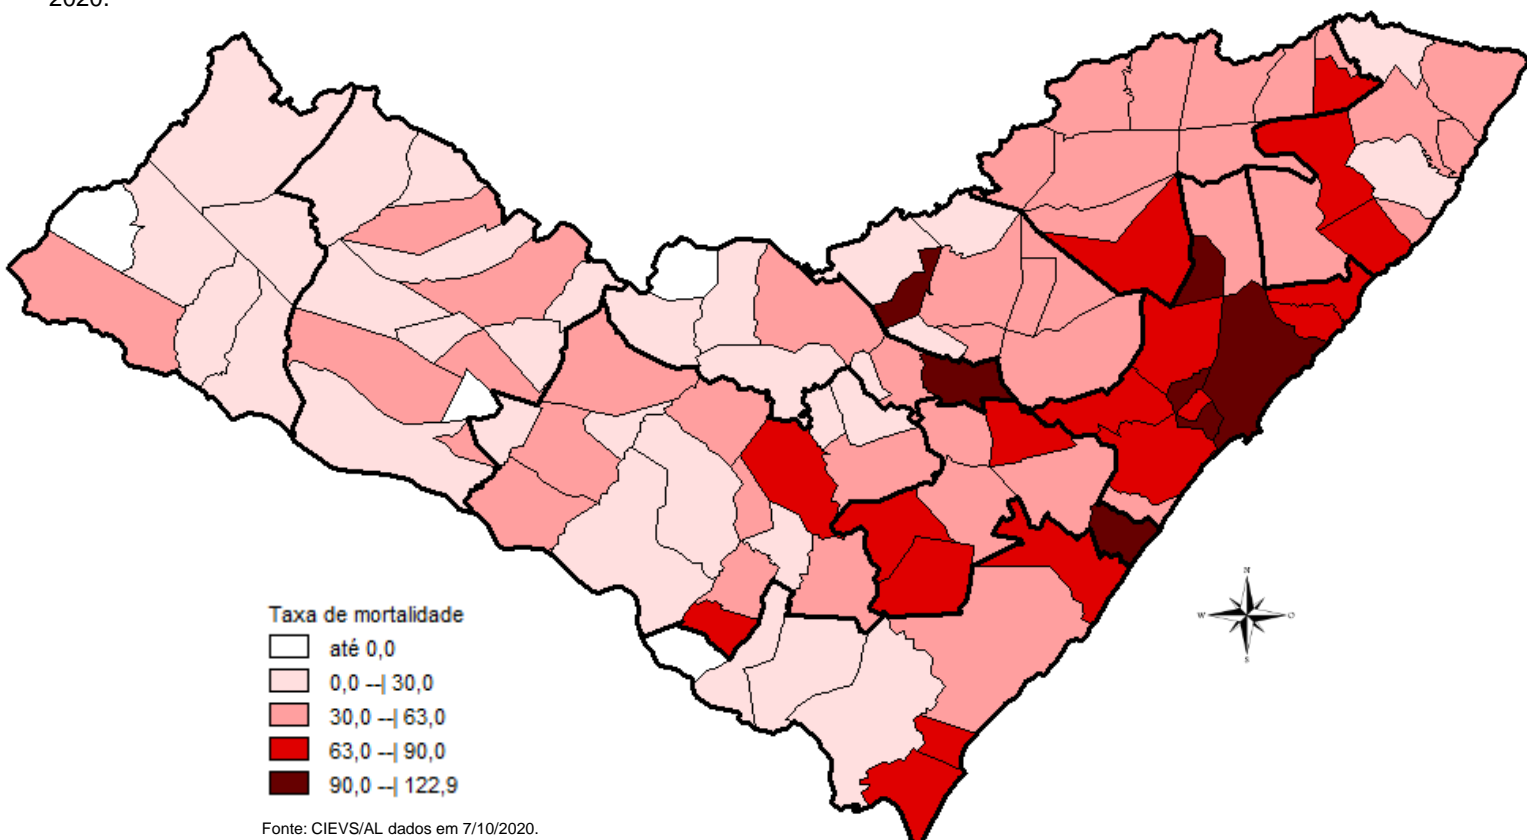 2020.
Taxa de mortalidade
até 0,0
0,0 --| 30,0
30,0 --| 63,0
63,0 --| 90,0
90,0 --| 122,9
Fonte: CIEVS/AL dados em 7/10/2020.
N
W
O
S